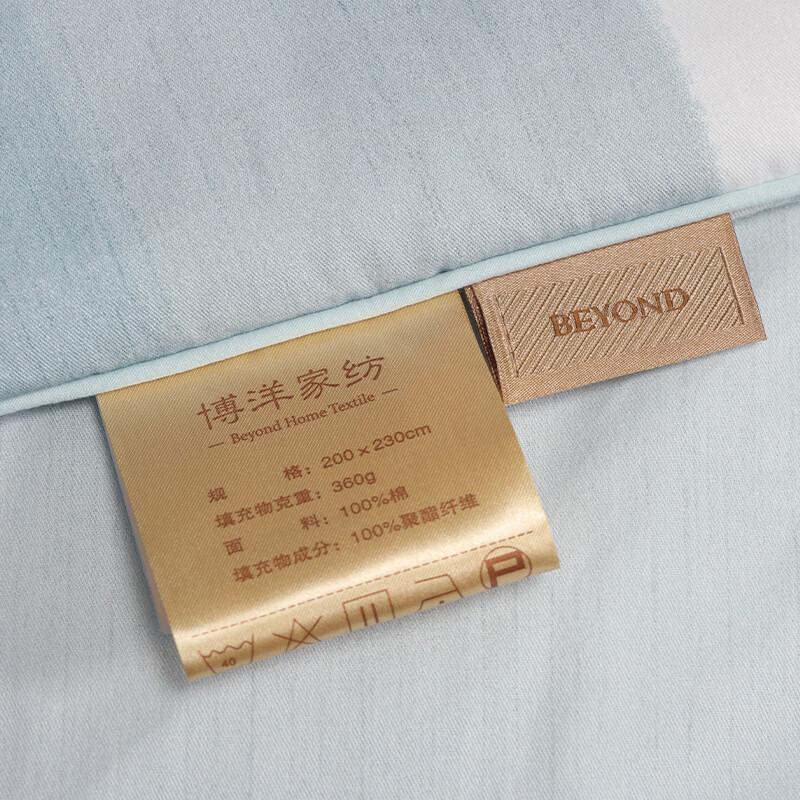 博洋家纺
— Beyond Home Textile —
规 格：200×230cm
填充物克重：360g
面 料：100%棉
填充物成分：100%聚酯纤维
40
P
BEYOND